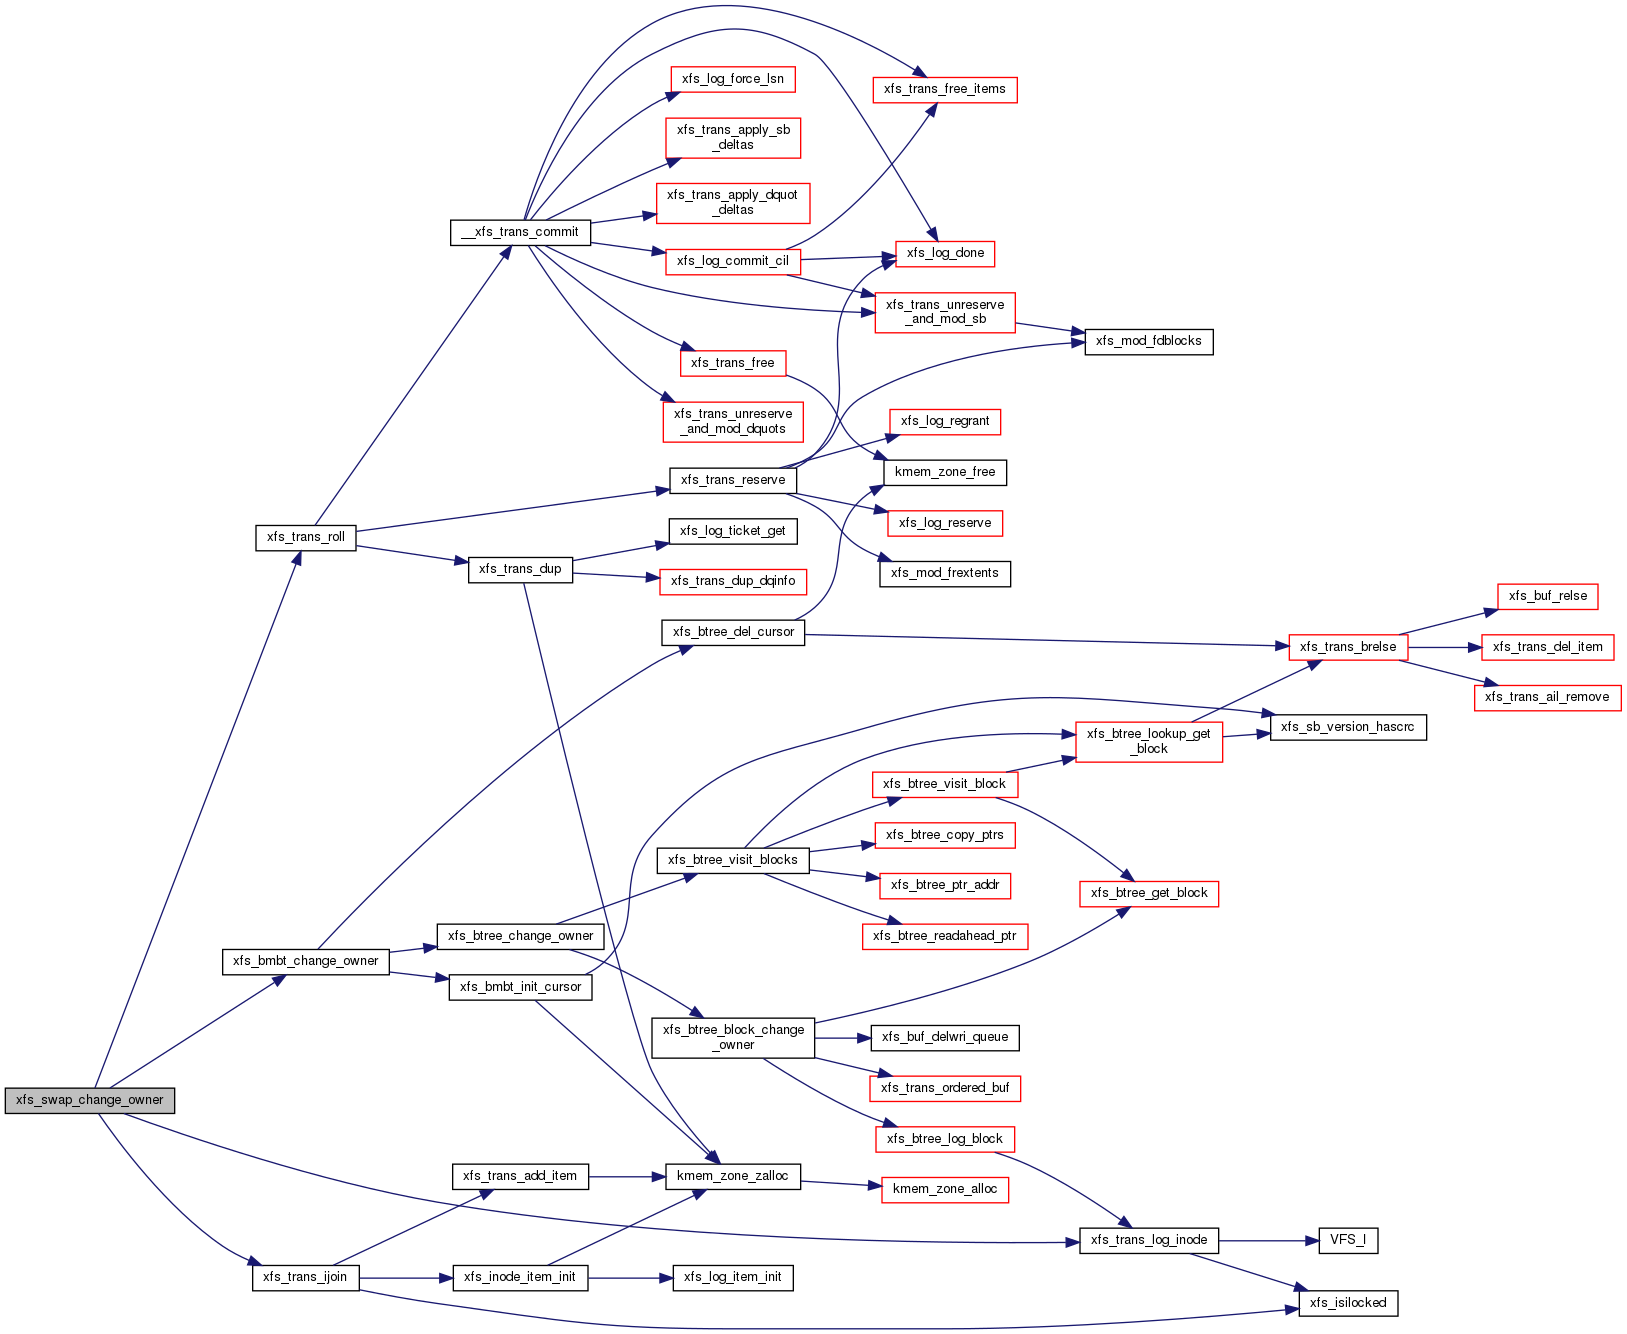 xfs_log_force_lsn
xfs_trans_free_items
xfs_trans_apply_sb
_deltas
xfs_trans_apply_dquot
_deltas
__xfs_trans_commit
xfs_log_commit_cil
xfs_log_done
xfs_trans_unreserve
_and_mod_sb
xfs_mod_fdblocks
xfs_trans_free
xfs_trans_unreserve
_and_mod_dquots
xfs_log_regrant
kmem_zone_free
xfs_trans_reserve
xfs_log_reserve
xfs_trans_roll
xfs_log_ticket_get
xfs_trans_dup
xfs_mod_frextents
xfs_trans_dup_dqinfo
xfs_buf_relse
xfs_btree_del_cursor
xfs_trans_brelse
xfs_trans_del_item
xfs_trans_ail_remove
xfs_sb_version_hascrc
xfs_btree_lookup_get
_block
xfs_btree_visit_block
xfs_btree_copy_ptrs
xfs_btree_visit_blocks
xfs_btree_ptr_addr
xfs_btree_get_block
xfs_btree_change_owner
xfs_btree_readahead_ptr
xfs_bmbt_change_owner
xfs_bmbt_init_cursor
xfs_btree_block_change
_owner
xfs_buf_delwri_queue
xfs_trans_ordered_buf
xfs_swap_change_owner
xfs_btree_log_block
xfs_trans_add_item
kmem_zone_zalloc
kmem_zone_alloc
xfs_trans_log_inode
VFS_I
xfs_trans_ijoin
xfs_inode_item_init
xfs_log_item_init
xfs_isilocked